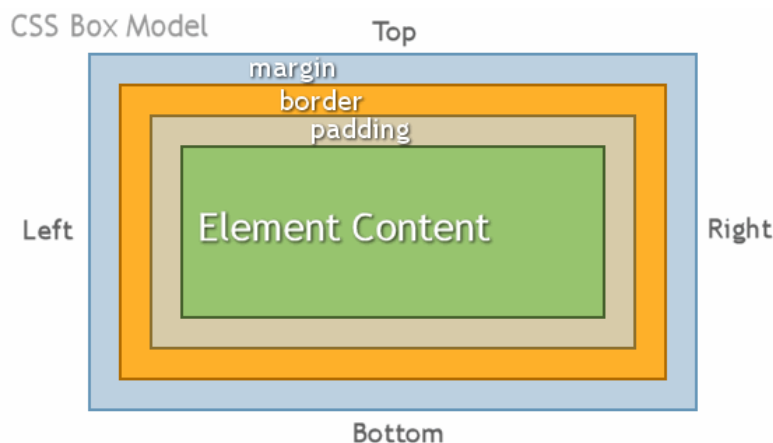 CSS Box Model
Top
margin
border
padding
Left
Element Content
Right
Bottom